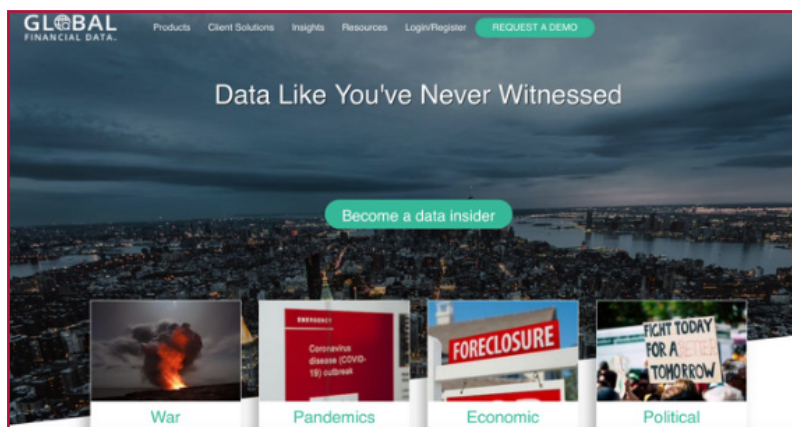 GLOBAL
FINANCIAL DATA
Products Client Solutions Insights Resources Login/Register REQUEST A DEMO
Data Like You've Never Witnessed
Become a data insider
EMERGENCY
Coronavirus
disease (COVID-
19) outbreak
FORECLOSURE
FIGHT TODAY
FOR A BETTER
TOMORROW
War Pandemics Economic Political